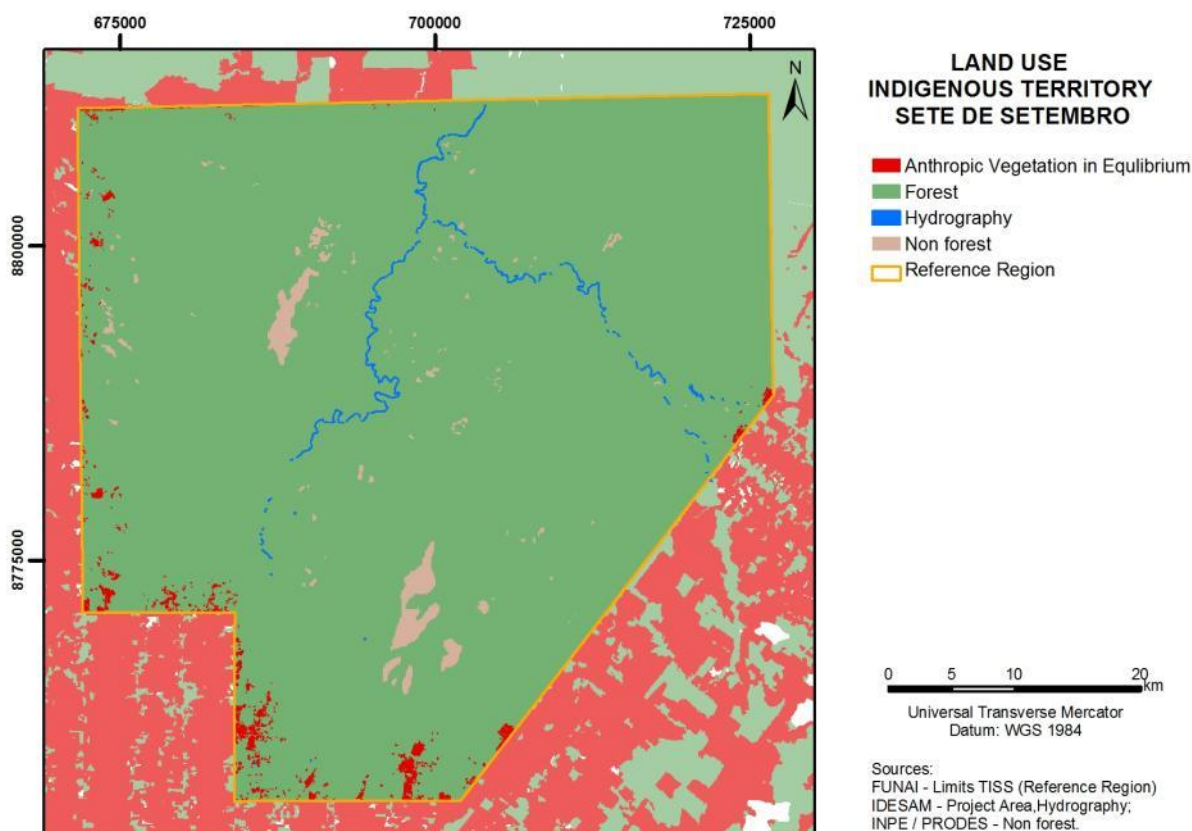 675000 700000 725000
8800000
8775000
N
LAND USE
INDIGENOUS TERRITORY
SETE DE SETEMBRO
Anthropic Vegetation in Equlibrium
Forest
Hydrography
Non forest
Reference Region
0 5 10 20
km
Universal Transverse Mercator
Datum: WGS 1984
Sources:
FUNAI - Limits TISS (Reference Region)
IDESAM - Project Area,Hydrography;
INPE / PRODES - Non forest.